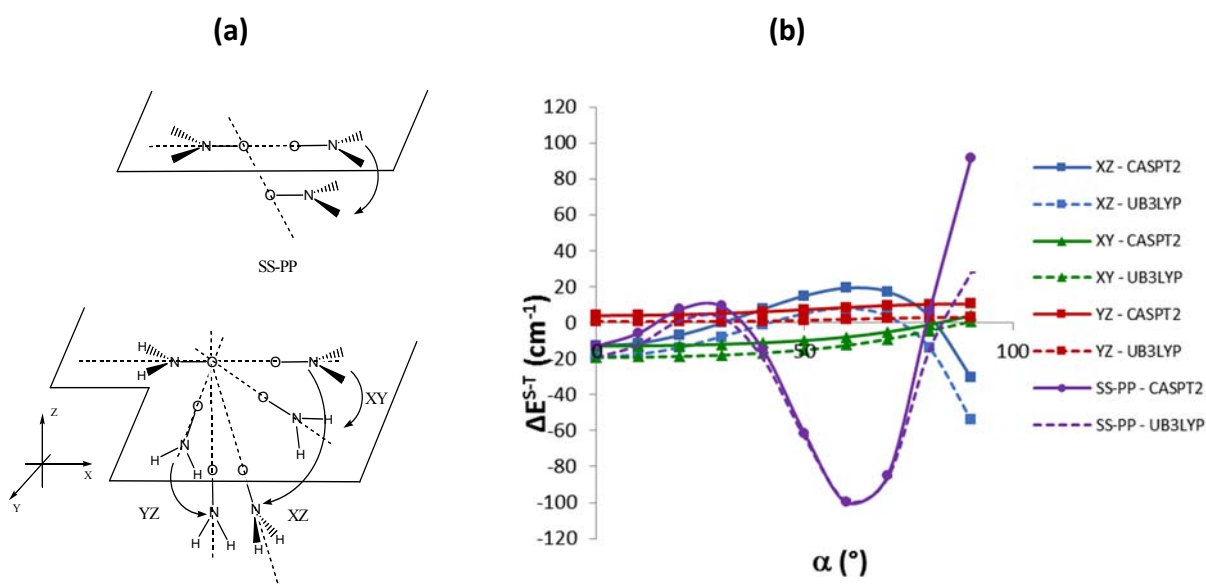 (a)
(b)
N O O N
O N
SS-PP
H
N O O N
H
O
N H
H
XY
O
N
H H
YZ
O O
N N
H H H H
XZ
Z
X
Y
120
100
80
60
40
20
0
-20
-40
-60
-80
-100
-120
0 50 100
ΔE^S-T (cm^-1)
α (°)
XZ - CASPT2
XZ - UB3LYP
XY - CASPT2
XY - UB3LYP
YZ - CASPT2
YZ - UB3LYP
SS-PP - CASPT2
SS-PP - UB3LYP